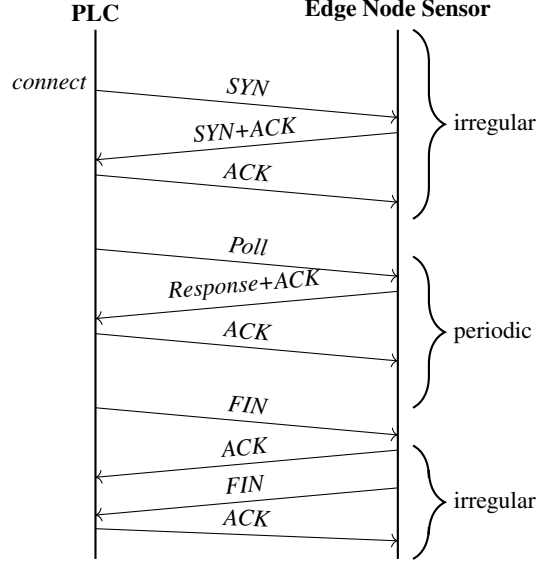 PLC
Edge Node Sensor
connect
SYN
SYN+ACK
irregular
ACK
Poll
Response+ACK
ACK
periodic
FIN
ACK
FIN
irregular
ACK